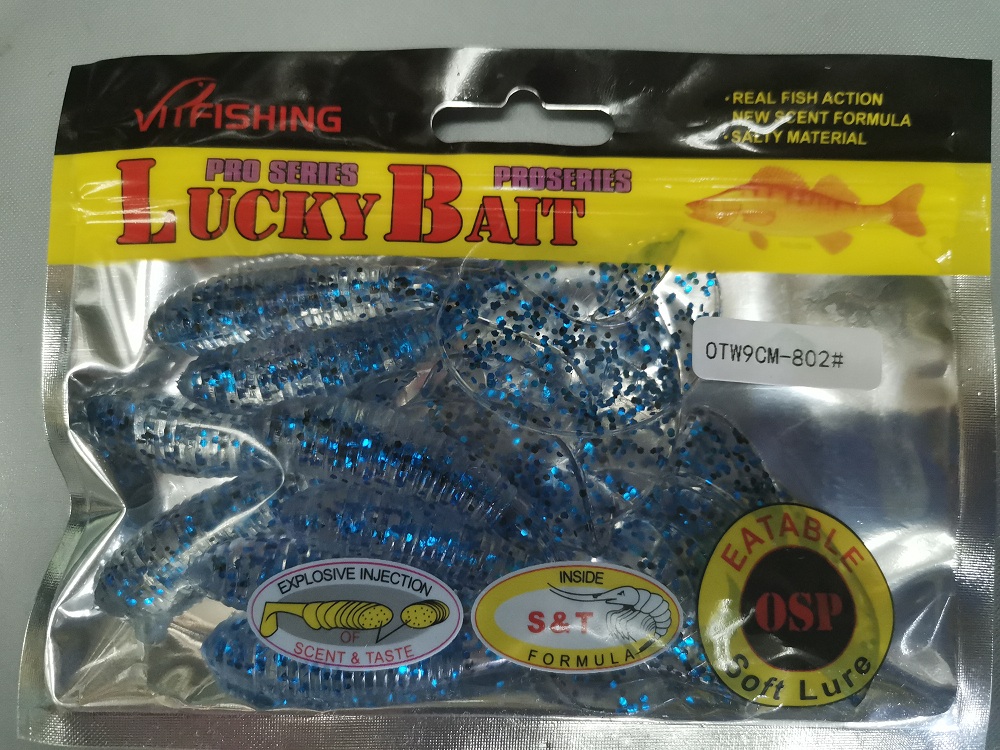 VITFISHING
· REAL FISH ACTION
NEW SCENT FORMULA
· SALTY MATERIAL
PRO SERIES
PROSERIES
LUCKY BAIT
OTW9CM-802#
EXPLOSIVE INJECTION
OF
SCENT & TASTE
INSIDE
S & T
FORMULA
EATABLE
OSP
Soft Lure